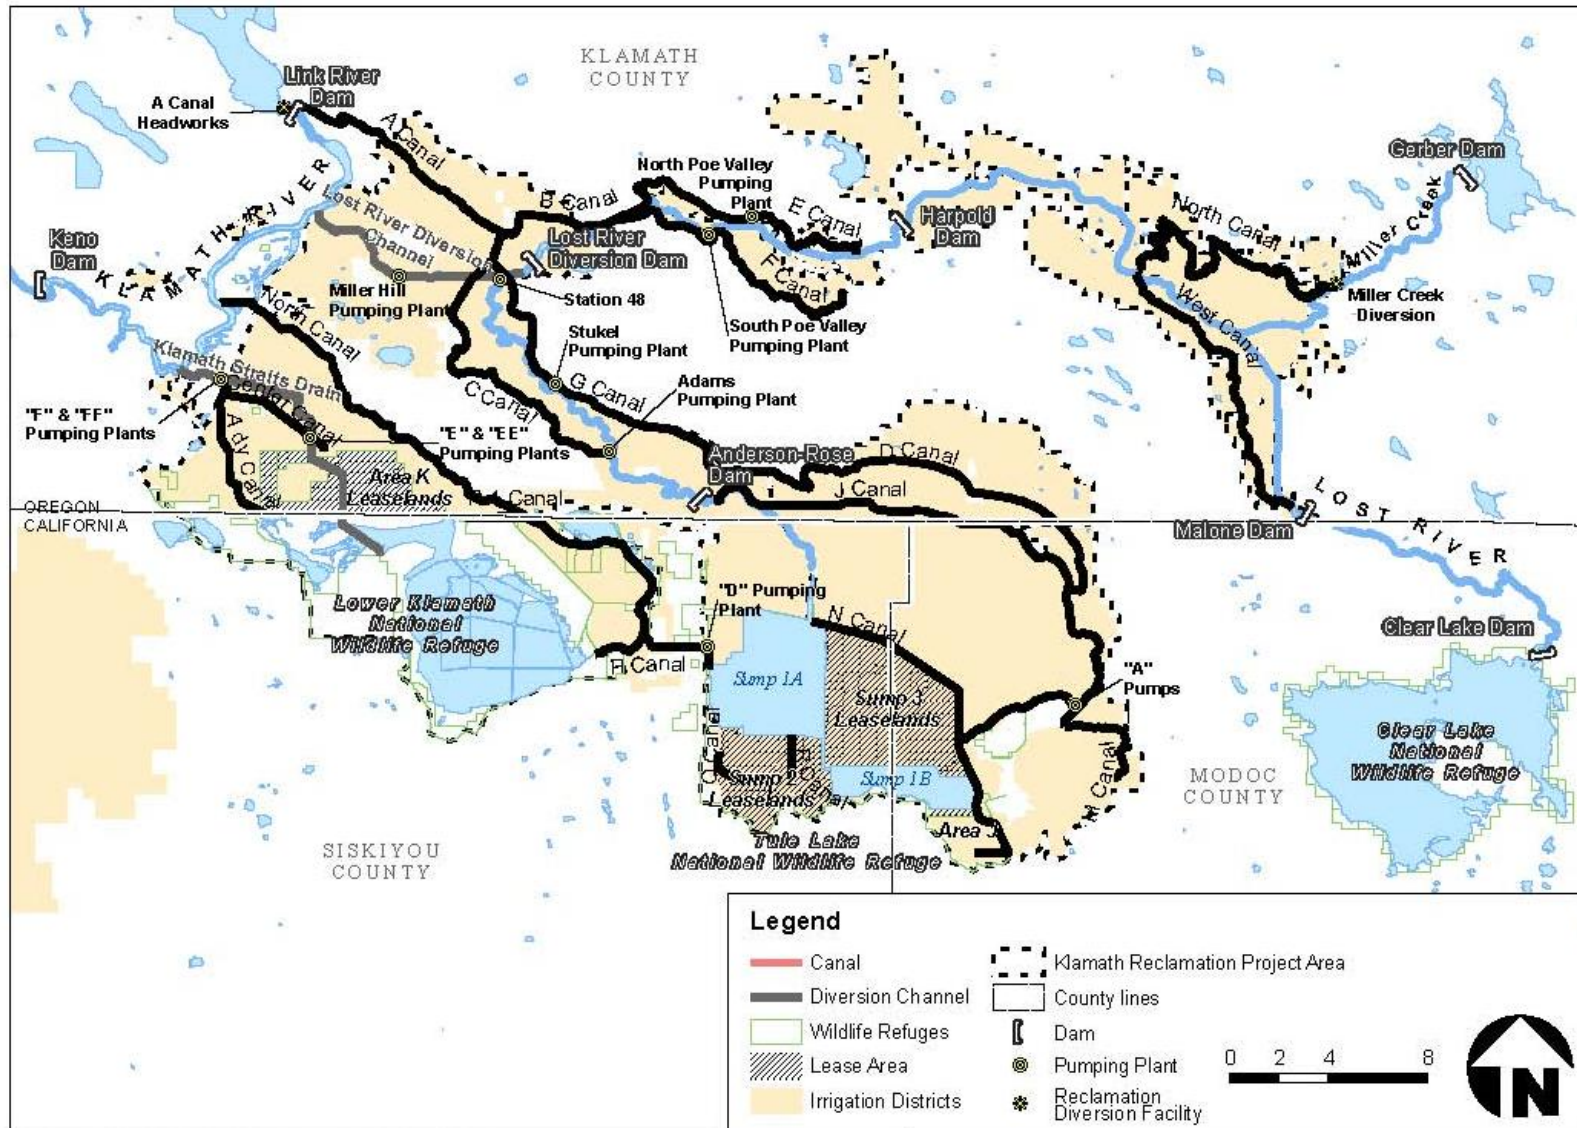 KLAMATH
COUNTY
Link River
Dam
A Canal
Headworks
A Canal
Gerber Dam
North Poe Valley
Pumping
Plant
B Canal
E Canal
Harpold
Dam
North Canal
Miller Creek
KLAMATH RIVER
Lost River Diversion
Channel
Keno
Dam
Lost River
Diversion Dam
F Canal
Miller Hill
Pumping Plant
Station 48
West Canal
Miller Creek
Diversion
North Canal
South Poe Valley
Pumping Plant
Stukel
Pumping Plant
Klamath Straits Drain
G Canal
Adams
Pumping Plant
C Canal
Center Canal
"F" & "FF"
Pumping Plants
"E" & "EE"
Pumping Plants
Ady Canal
Area K
Leaselands
Anderson-Rose
Dam
D Canal
J Canal
Canal
LOST RIVER
OREGON
CALIFORNIA
Malone Dam
"D" Pumping
Plant
Lower Klamath
National
Wildlife Refuge
N Canal
Clear Lake Dam
Canal
Sump 1A
"A"
Pumps
Sump 3
Leaselands
Canal
Clear Lake
National
Wildlife Refuge
Sump 2
Leaselands
R Canal
Sump 1B
M Canal
MODOC
COUNTY
Area J
Tule Lake
National Wildlife Refuge
SISKIYOU
COUNTY
Legend
Canal
Diversion Channel
Wildlife Refuges
Lease Area
Irrigation Districts
Klamath Reclamation Project Area
County lines
Dam
Pumping Plant
Reclamation
Diversion Facility
0 2 4 8
N